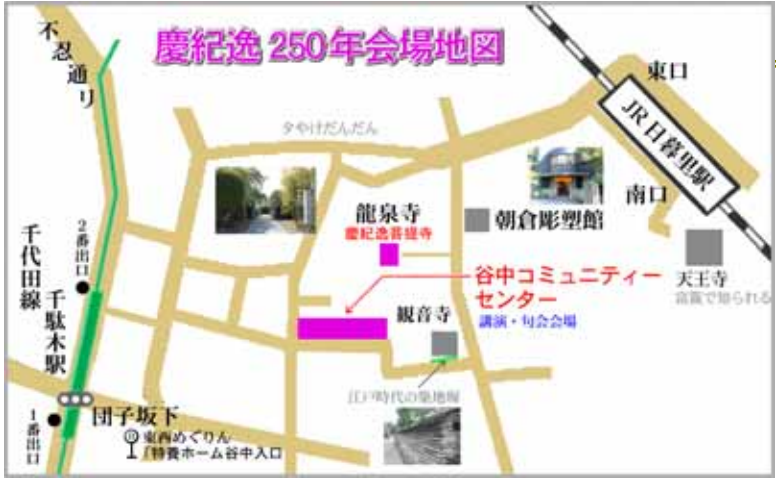 慶紀逸250年会場地図
不忍通り
東口
JR日暮里駅
南口
夕やけだんだん
龍泉寺
慶紀逸菩提寺
朝倉彫塑館
天王寺
富籤で知られる
谷中コミュニティー
センター
講演・句会会場
観音寺
江戸時代の築地塀
千代田線
千駄木駅
2番出口
1番出口
団子坂下
東西めぐりん
「特養ホーム谷中入口